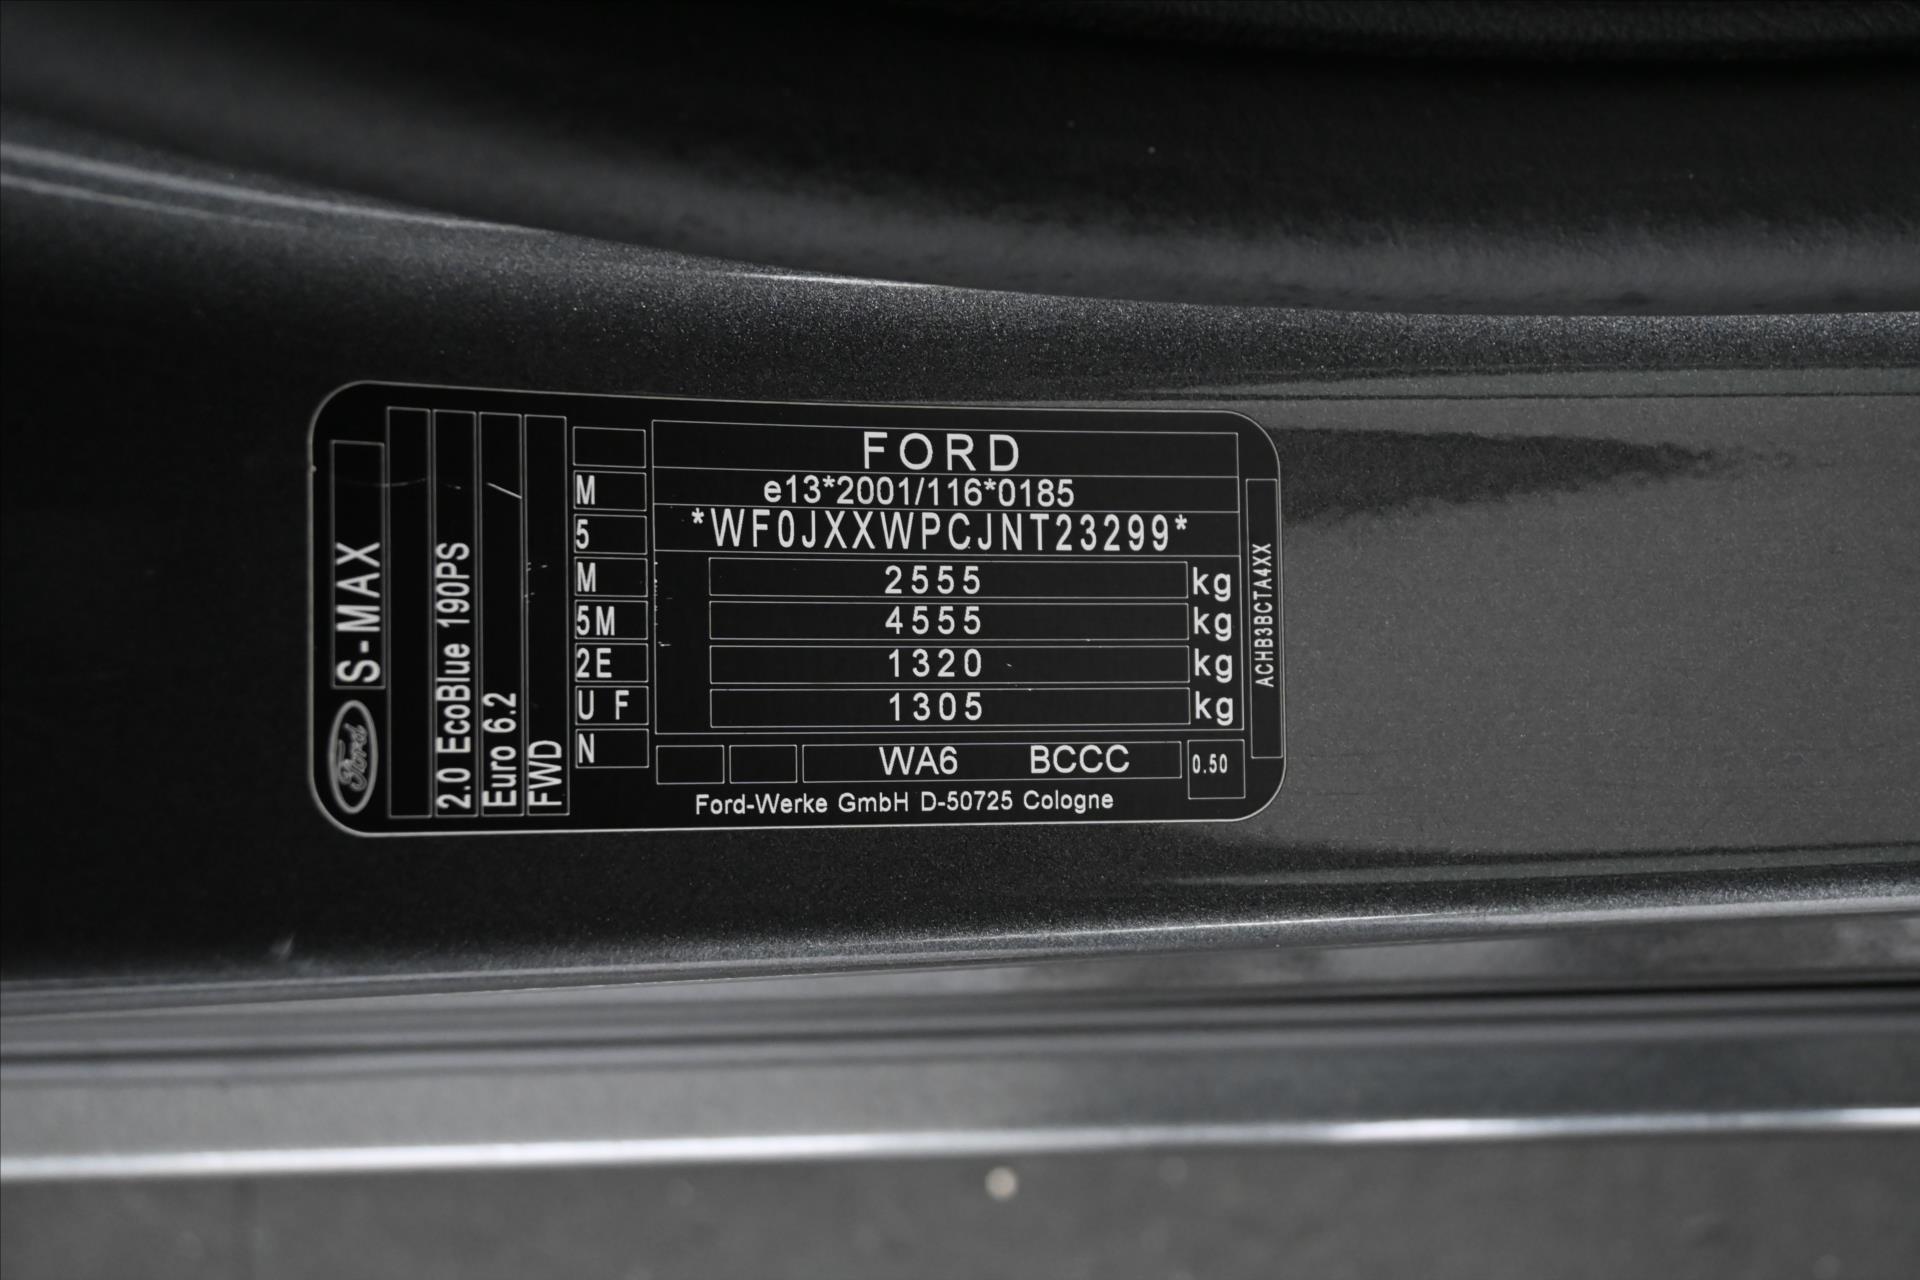 S-MAX
Ford
2.0 EcoBlue 190PS
Euro 6.2
FWD
M
5
M
5M
2E
U F
N
FORD
e13*2001/116*0185
*WF0JXXWPCJNT23299*
2555 kg
4555 kg
1320 kg
1305 kg
WA6 BCCC 0.50
Ford-Werke GmbH D-50725 Cologne
ACHB3BCTA4XX